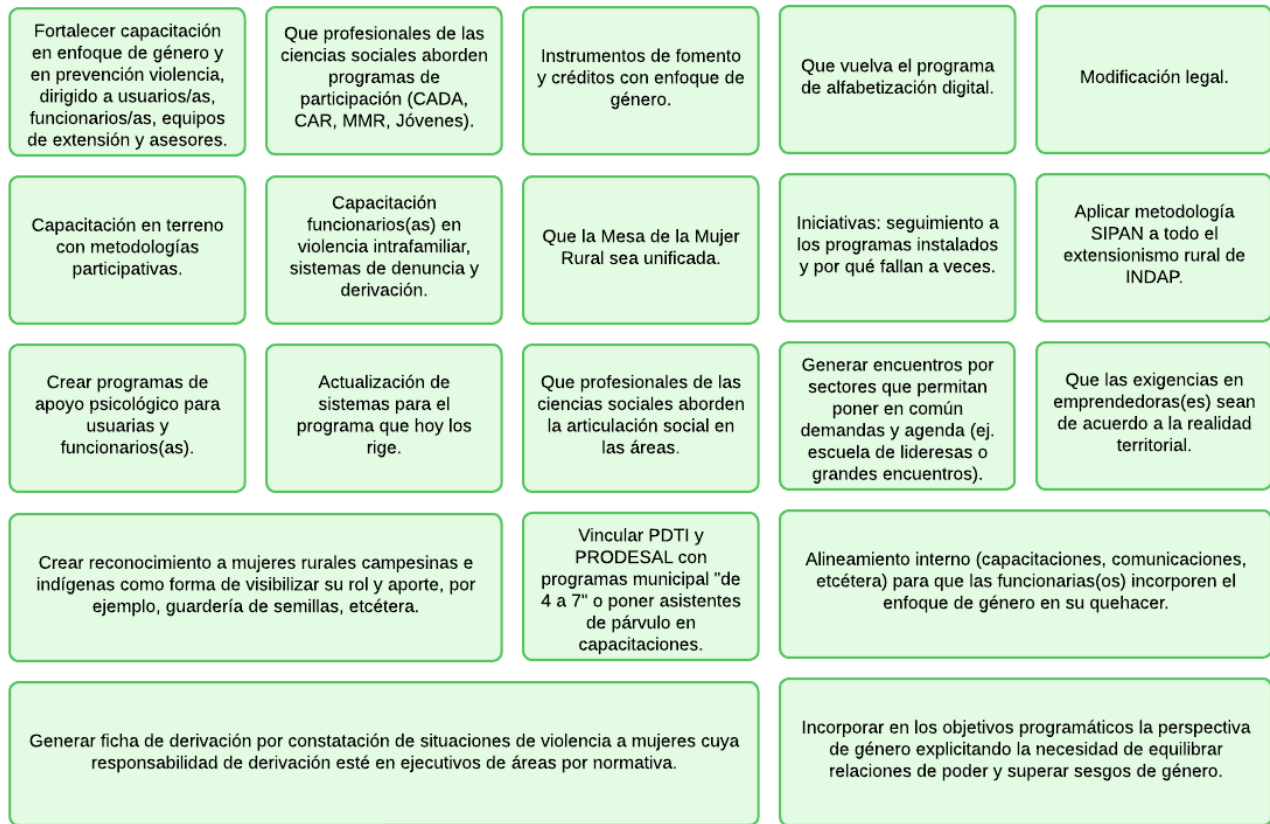 Fortalecer capacitación
en enfoque de género y
en prevención violencia,
dirigido a usuarios/as,
funcionarios/as, equipos
de extensión y asesores.
Que profesionales de las
ciencias sociales aborden
programas de
participación (CADA,
CAR, MMR, Jóvenes).
Instrumentos de fomento
y créditos con enfoque de
género.
Que vuelva el programa
de alfabetización digital.
Modificación legal.
Capacitación en terreno
con metodologías
participativas.
Capacitación
funcionarios(as) en
violencia intrafamiliar,
sistemas de denuncia y
derivación.
Que la Mesa de la Mujer
Rural sea unificada.
Iniciativas: seguimiento a
los programas instalados
y por qué fallan a veces.
Aplicar metodología
SIPAN a todo el
extensionismo rural de
INDAP.
Crear programas de
apoyo psicológico para
usuarias y
funcionarios(as).
Actualización de
sistemas para el
programa que hoy los
rige.
Que profesionales de las
ciencias sociales aborden
la articulación social en
las áreas.
Generar encuentros por
sectores que permitan
poner en común
demandas y agenda (ej.
escuela de lideresas o
grandes encuentros).
Que las exigencias en
emprendedoras(es) sean
de acuerdo a la realidad
territorial.
Crear reconocimiento a mujeres rurales campesinas e
indígenas como forma de visibilizar su rol y aporte, por
ejemplo, guardería de semillas, etcétera.
Vincular PDTI y
PRODESAL con
programas municipal "de
4 a 7" o poner asistentes
de párvulo en
capacitaciones.
Alineamiento interno (capacitaciones, comunicaciones,
etcétera) para que las funcionarias(os) incorporen el
enfoque de género en su quehacer.
Generar ficha de derivación por constatación de situaciones de violencia a mujeres cuya
responsabilidad de derivación esté en ejecutivos de áreas por normativa.
Incorporar en los objetivos programáticos la perspectiva
de género explicitando la necesidad de equilibrar
relaciones de poder y superar sesgos de género.